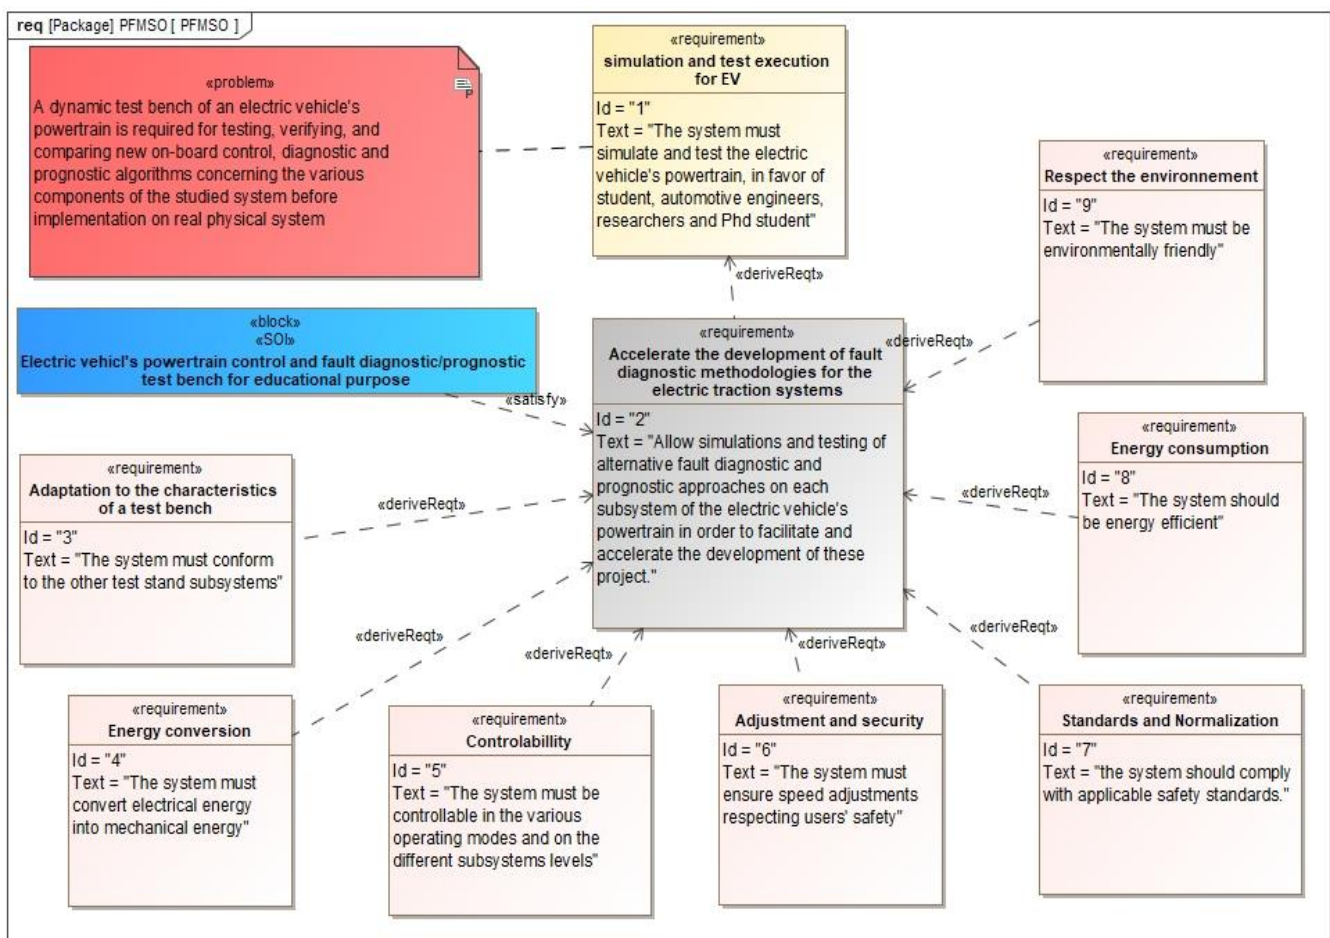 req [Package] PFMSO [ PFMSO ]
«problem»
A dynamic test bench of an electric vehicle's
powertrain is required for testing, verifying, and
comparing new on-board control, diagnostic and
prognostic algorithms concerning the various
components of the studied system before
implementation on real physical system
P
«requirement»
simulation and test execution
for EV
Id = "1"
Text = "The system must
simulate and test the electric
vehicle's powertrain, in favor of
student, automotive engineers,
researchers and Phd student"
«requirement»
Respect the environnement
Id = "9"
Text = "The system must be
environmentally friendly"
«deriveReqt»
«block»
«SOI»
Electric vehicl's powertrain control and fault diagnostic/prognostic
test bench for educational purpose
«satisfy»
«requirement»
Accelerate the development of fault
diagnostic methodologies for the
electric traction systems
Id = "2"
Text = "Allow simulations and testing of
alternative fault diagnostic and
prognostic approaches on each
subsystem of the electric vehicle's
powertrain in order to facilitate and
accelerate the development of these
project."
«deriveReqt»
«requirement»
Energy consumption
Id = "8"
Text = "The system should
be energy efficient"
«deriveReqt»
«requirement»
Adaptation to the characteristics
of a test bench
Id = "3"
Text = "The system must conform
to the other test stand subsystems"
«deriveReqt»
«deriveReqt»
«deriveReqt»
«deriveReqt»
«deriveReqt»
«requirement»
Energy conversion
Id = "4"
Text = "The system must
convert electrical energy
into mechanical energy"
«requirement»
Controlabillity
Id = "5"
Text = "The system must be
controllable in the various
operating modes and on the
different subsystems levels"
«requirement»
Adjustment and security
Id = "6"
Text = "The system must
ensure speed adjustments
respecting users' safety"
«requirement»
Standards and Normalization
Id = "7"
Text = "the system should comply
with applicable safety standards."